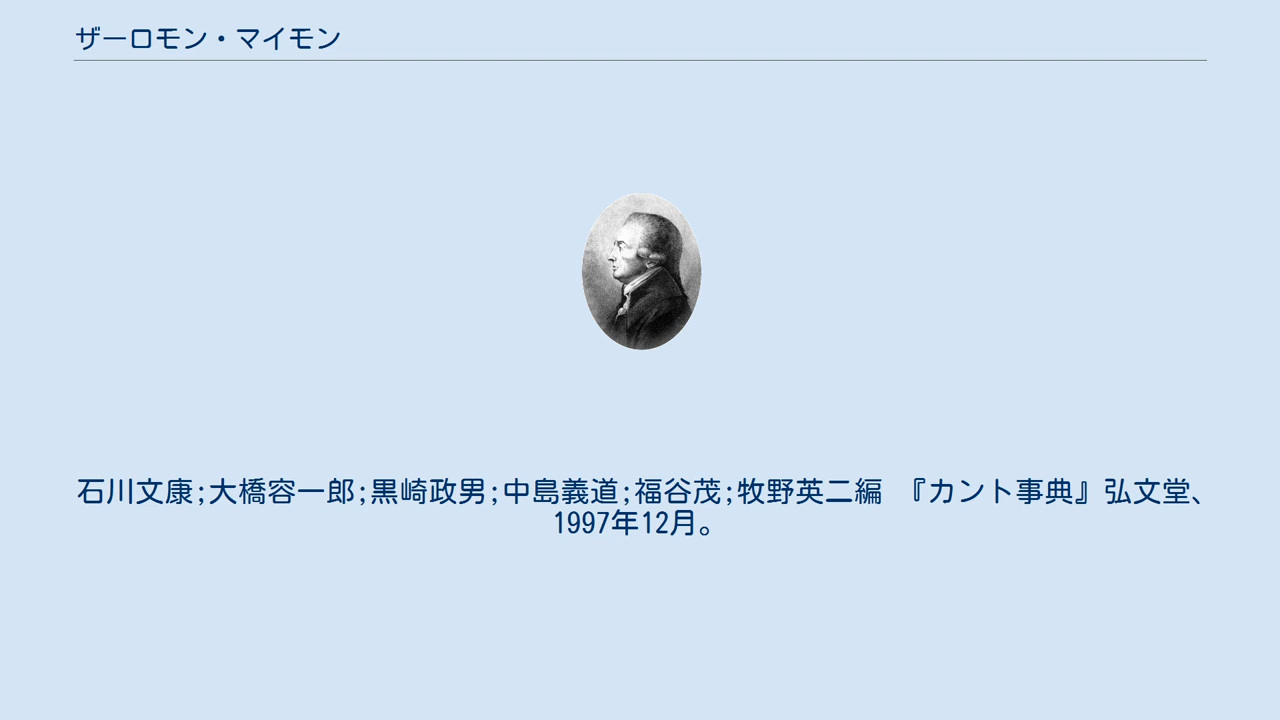 ザーロモン・マイモン
石川文康;大橋容一郎;黒崎政男;中島義道;福谷茂;牧野英二編　『カント事典』弘文堂、
1997年12月。